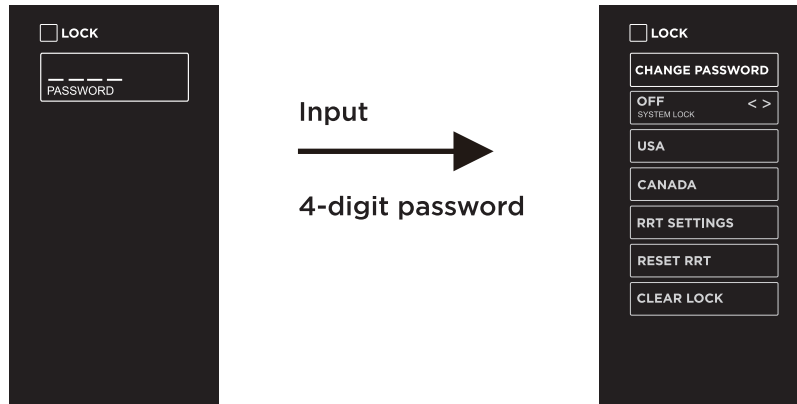 LOCK
_ _ _ _
PASSWORD
Input
4-digit password
LOCK
CHANGE PASSWORD
OFF < >
SYSTEM LOCK
USA
CANADA
RRT SETTINGS
RESET RRT
CLEAR LOCK